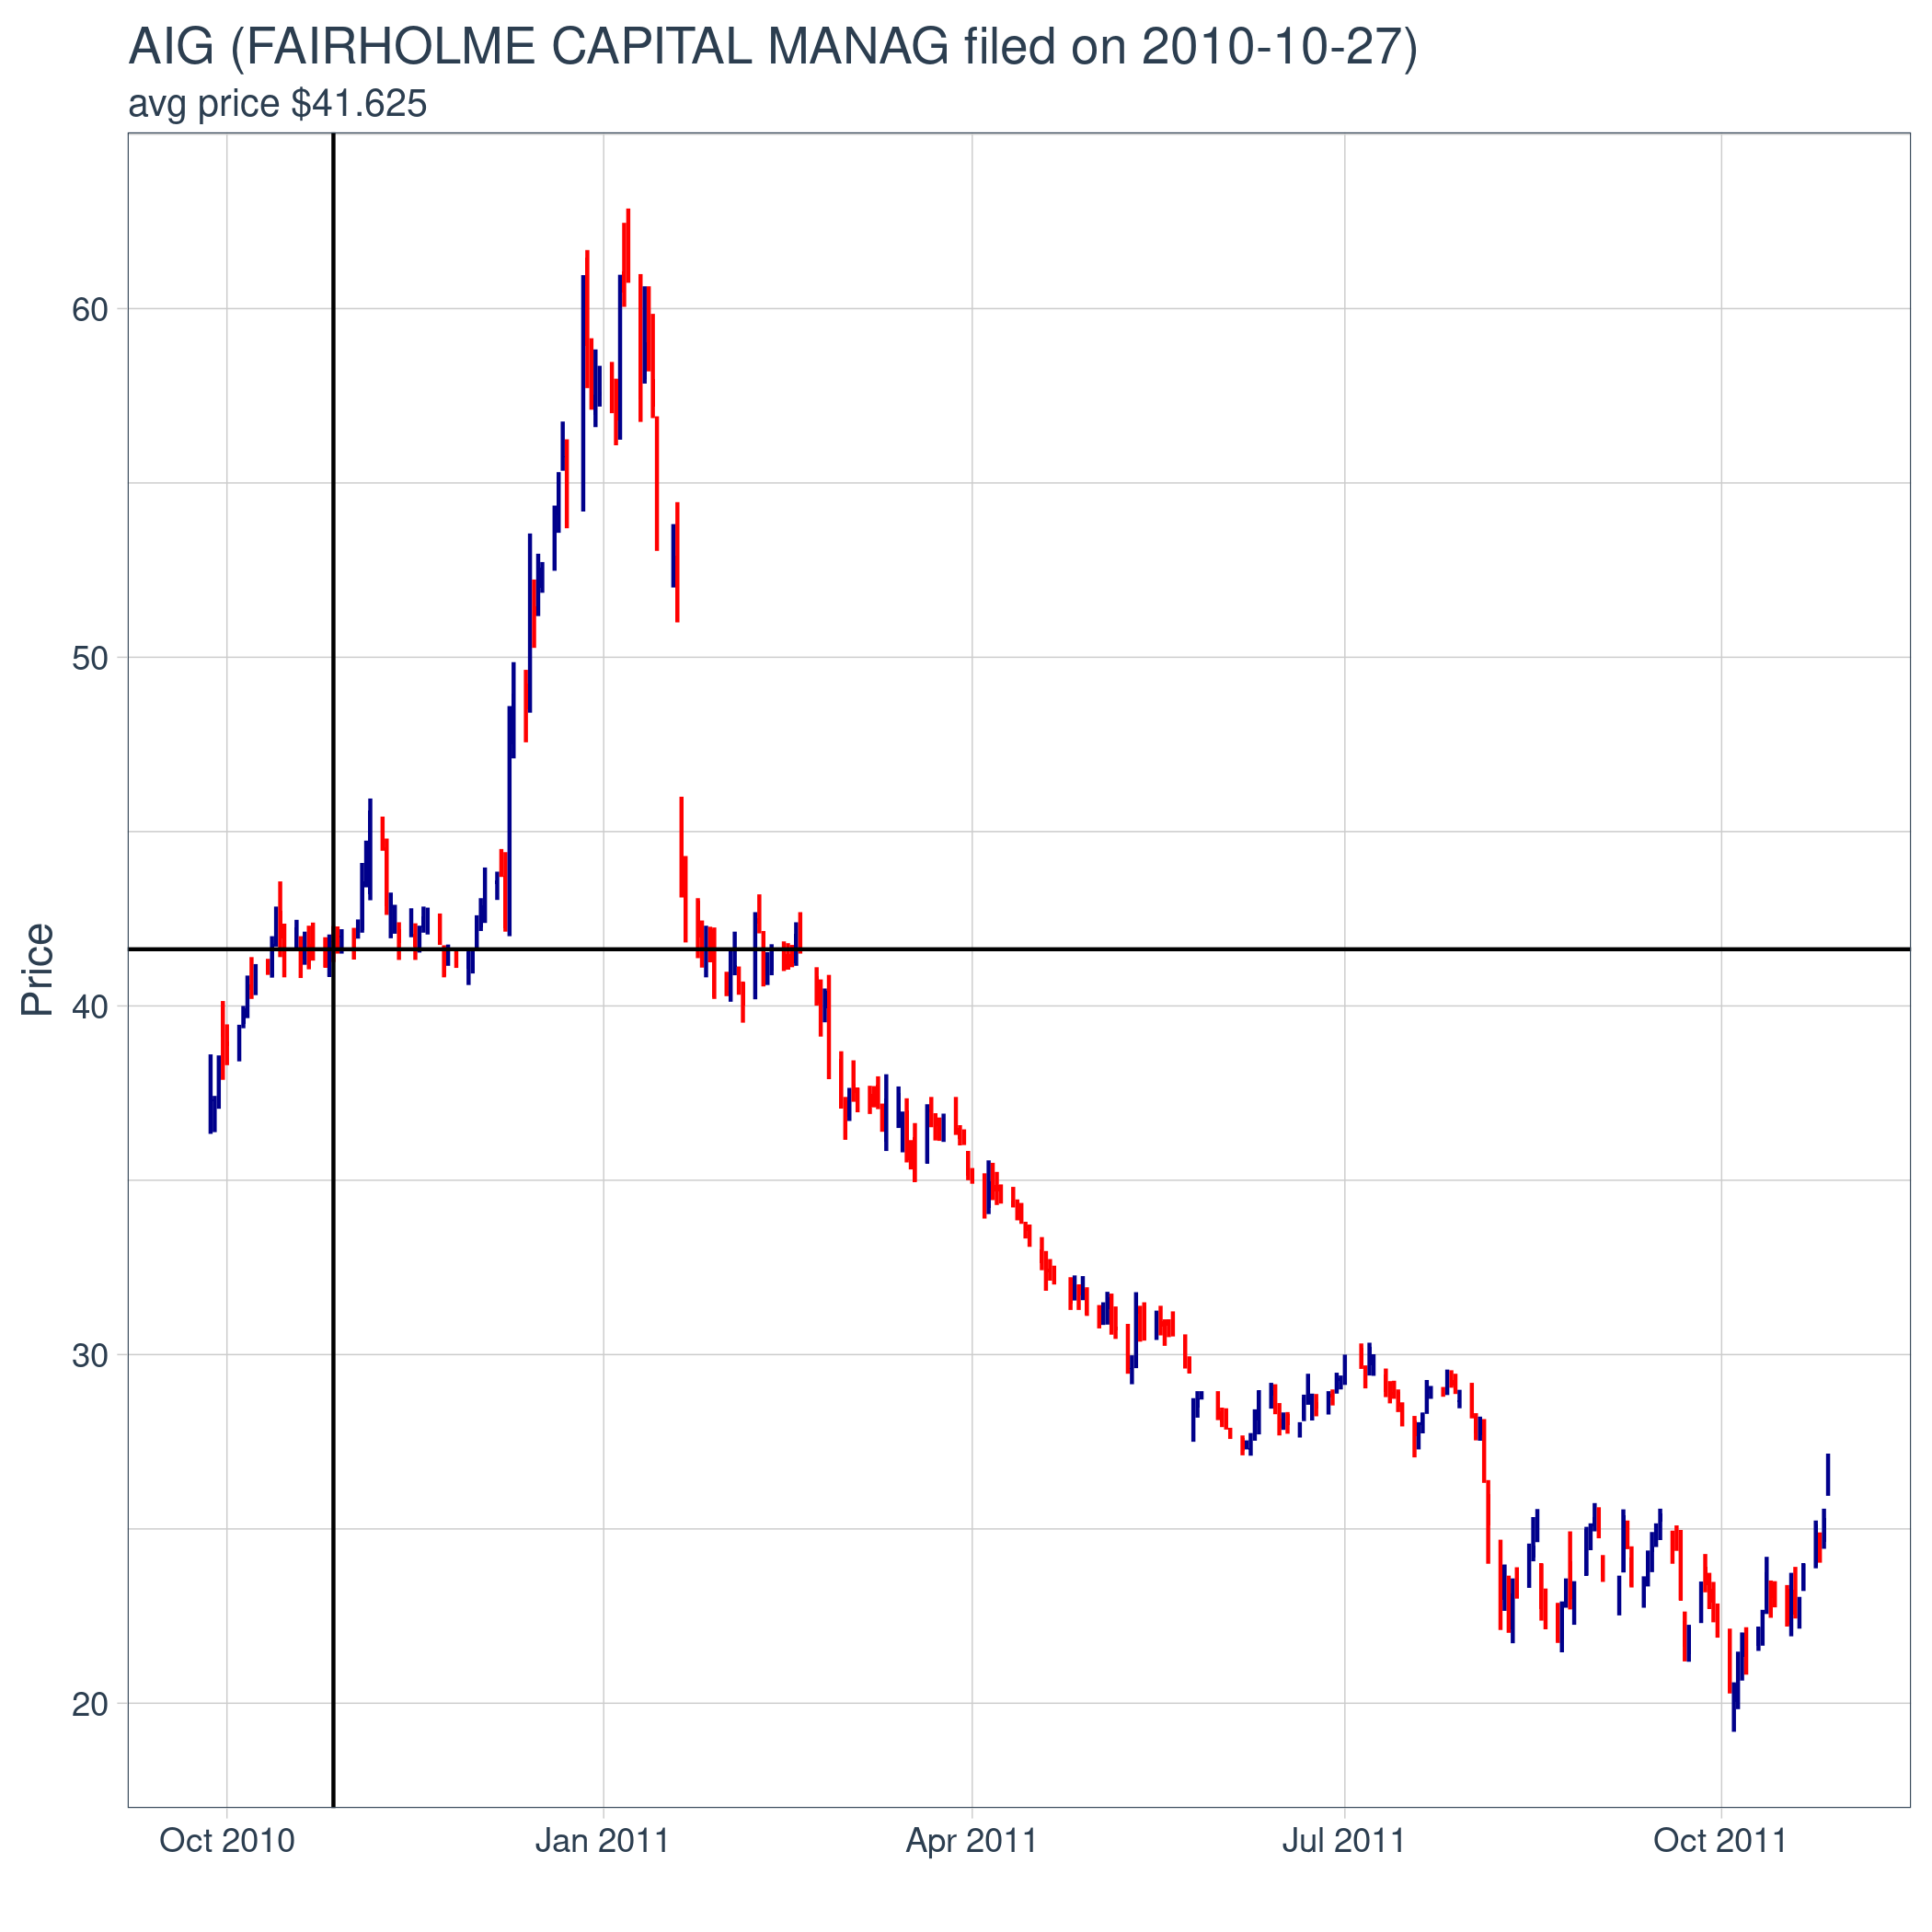 AIG (FAIRHOLME CAPITAL MANAG filed on 2010-10-27)
avg price $41.625
Price
60
50
40
30
20
Oct 2010
Jan 2011
Apr 2011
Jul 2011
Oct 2011